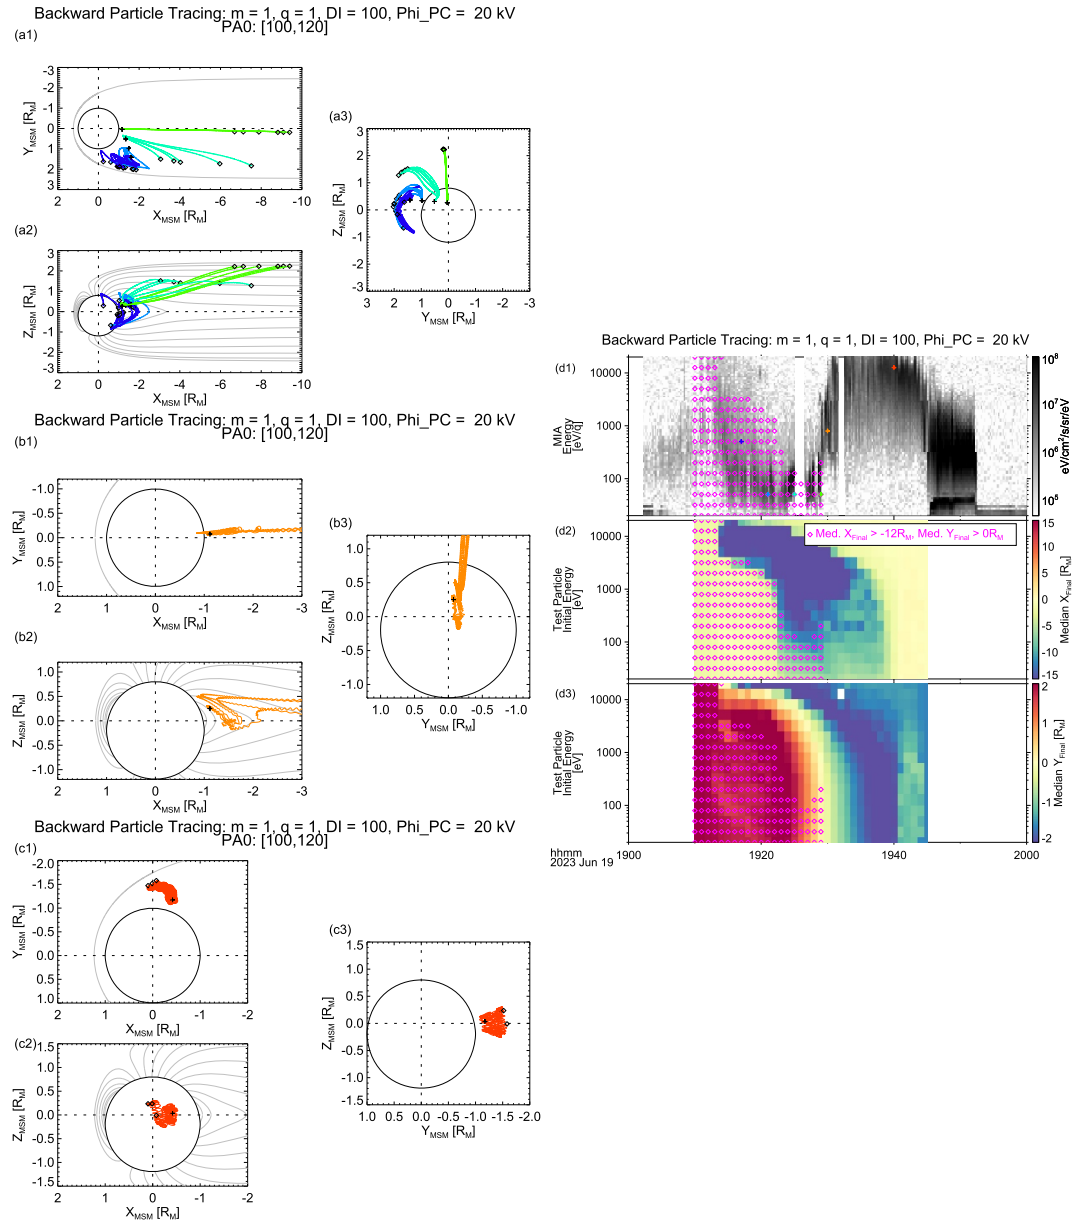 Backward Particle Tracing: m = 1, q = 1, DI = 100, Phi_PC = 20 kV
PA0: [100,120]
(a1)
-3
-2
-1
0
1
2
3
Y_MSM [R_M]
2 0 -2 -4 -6 -8 -10
X_MSM [R_M]
(a2)
3
2
1
0
-1
-2
-3
Z_MSM [R_M]
2 0 -2 -4 -6 -8 -10
X_MSM [R_M]
(a3)
3
2
1
0
-1
-2
-3
Z_MSM [R_M]
3 2 1 0 -1 -2 -3
Y_MSM [R_M]
Backward Particle Tracing: m = 1, q = 1, DI = 100, Phi_PC = 20 kV
PA0: [100,120]
(b1)
-1.0
-0.5
0.0
0.5
1.0
Y_MSM [R_M]
2 1 0 -1 -2 -3
X_MSM [R_M]
(b2)
1.0
0.5
0.0
-0.5
-1.0
Z_MSM [R_M]
2 1 0 -1 -2 -3
X_MSM [R_M]
(b3)
1.0
0.5
0.0
-0.5
-1.0
Z_MSM [R_M]
1.0 0.5 0.0 -0.5 -1.0
Y_MSM [R_M]
Backward Particle Tracing: m = 1, q = 1, DI = 100, Phi_PC = 20 kV
PA0: [100,120]
(c1)
-2.0
-1.5
-1.0
-0.5
0.0
0.5
1.0
Y_MSM [R_M]
2 1 0 -1 -2
X_MSM [R_M]
(c2)
1.5
1.0
0.5
0.0
-0.5
-1.0
-1.5
Z_MSM [R_M]
2 1 0 -1 -2
X_MSM [R_M]
(c3)
1.5
1.0
0.5
0.0
-0.5
-1.0
-1.5
Z_MSM [R_M]
1.0 0.5 0.0 -0.5 -1.0 -1.5 -2.0
Y_MSM [R_M]
Backward Particle Tracing: m = 1, q = 1, DI = 100, Phi_PC = 20 kV
(d1)
10000
1000
100
MIA
Energy
[eV/q]
10^8
10^7
10^6
10^5
eV/cm²/s/sr/eV
(d2)
Med. X_Final > -12R_M, Med. Y_Final > 0R_M
10000
1000
100
Test Particle
Initial Energy
[eV]
15
10
5
0
-5
-10
-15
Median X_Final [R_M]
(d3)
10000
1000
100
Test Particle
Initial Energy
[eV]
2
1
0
-1
-2
Median Y_Final [R_M]
hhmm
2023 Jun 19
1900 1920 1940 2000